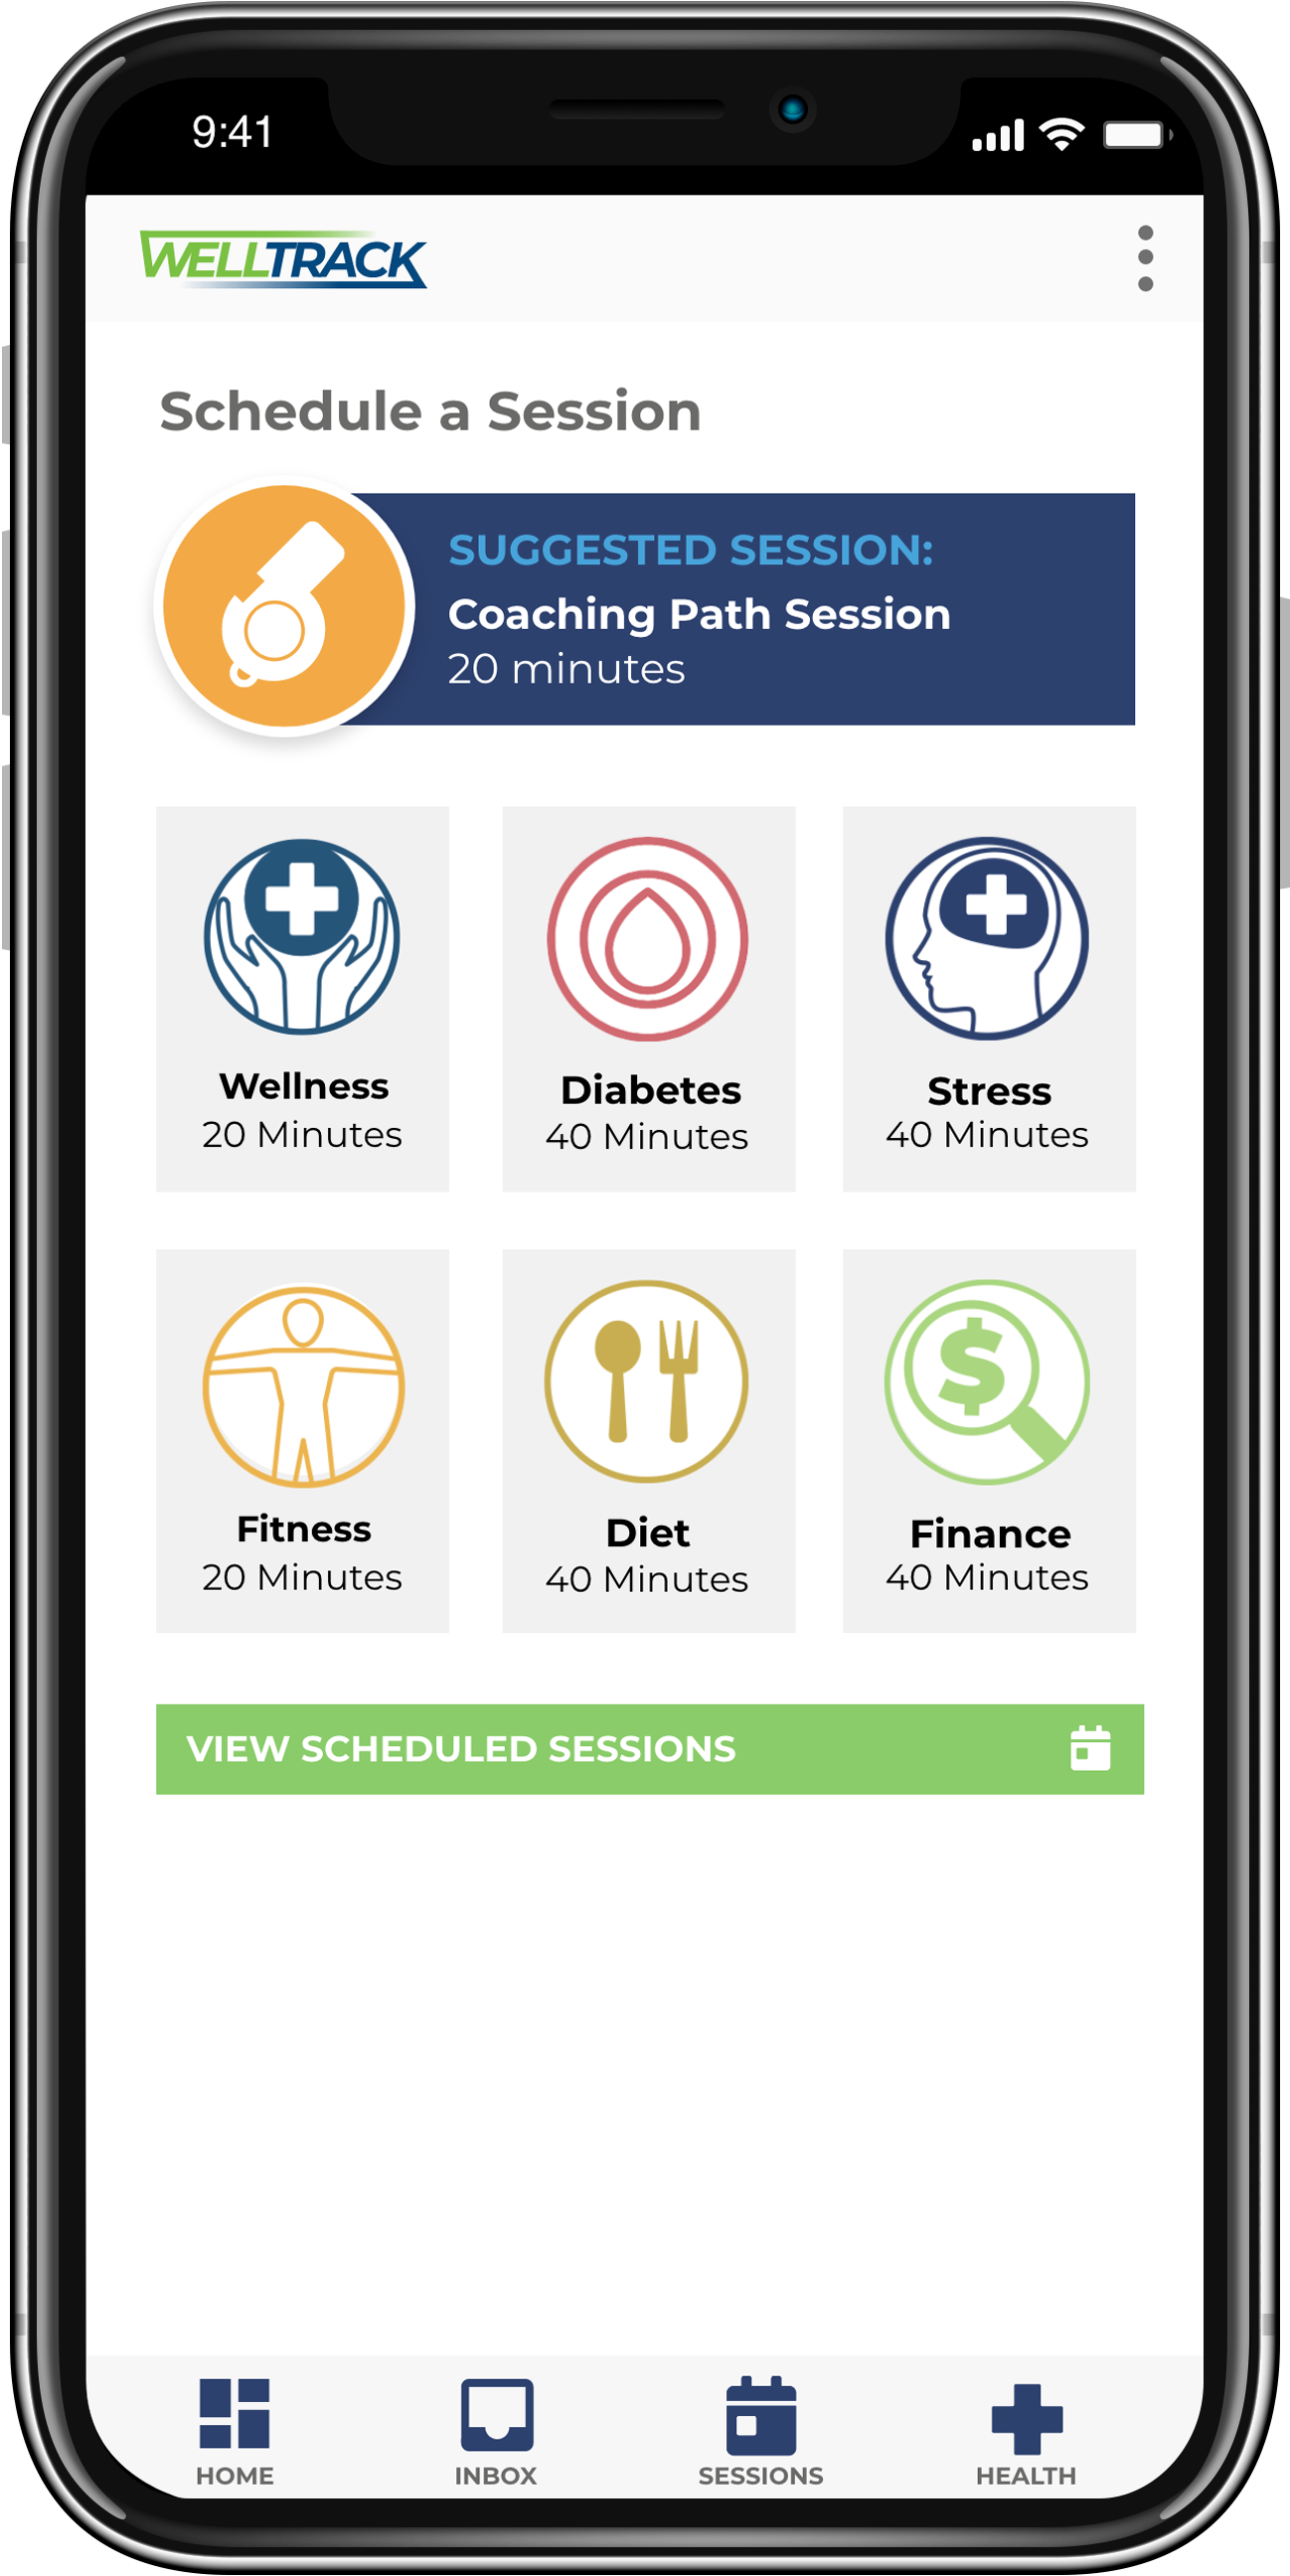 9:41
WELLTRACK
Schedule a Session
SUGGESTED SESSION:
Coaching Path Session
20 minutes
Wellness
20 Minutes
Diabetes
40 Minutes
Stress
40 Minutes
Fitness
20 Minutes
Diet
40 Minutes
Finance
40 Minutes
VIEW SCHEDULED SESSIONS
HOME
INBOX
SESSIONS
HEALTH